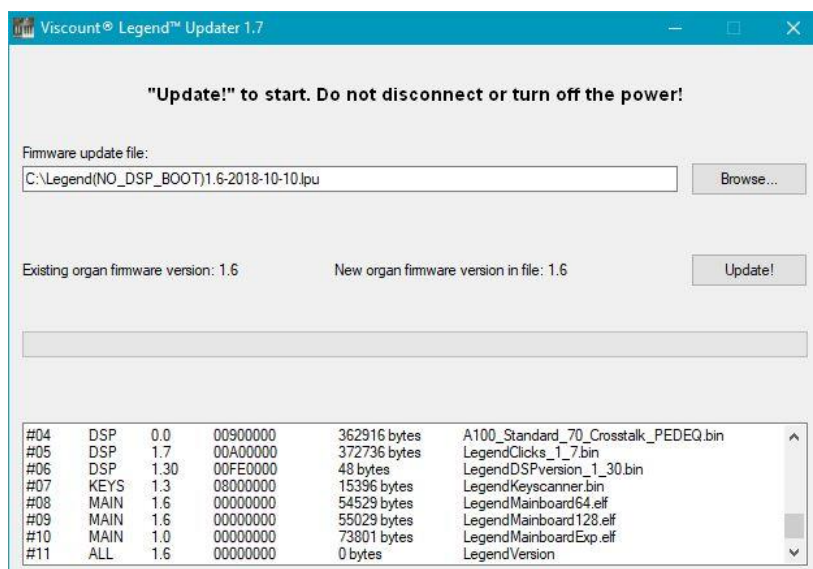 Viscount® Legend™ Updater 1.7
"Update!" to start. Do not disconnect or turn off the power!
Firmware update file:
C:\Legend(NO_DSP_BOOT)1.6-2018-10-10.lpu Browse...
Existing organ firmware version: 1.6 New organ firmware version in file: 1.6 Update!
#04 DSP 0.0 00900000 362916 bytes A100_Standard_70_Crosstalk_PEDEQ.bin
#05 DSP 1.7 00A00000 372736 bytes LegendClicks_1_7.bin
#06 DSP 1.30 00FE0000 48 bytes LegendDSPversion_1_30.bin
#07 KEYS 1.3 08000000 15396 bytes LegendKeyscanner.bin
#08 MAIN 1.6 00000000 54529 bytes LegendMainboard64.elf
#09 MAIN 1.6 00000000 55029 bytes LegendMainboard128.elf
#10 MAIN 1.0 00000000 73801 bytes LegendMainboardExp.elf
#11 ALL 1.6 00000000 0 bytes LegendVersion